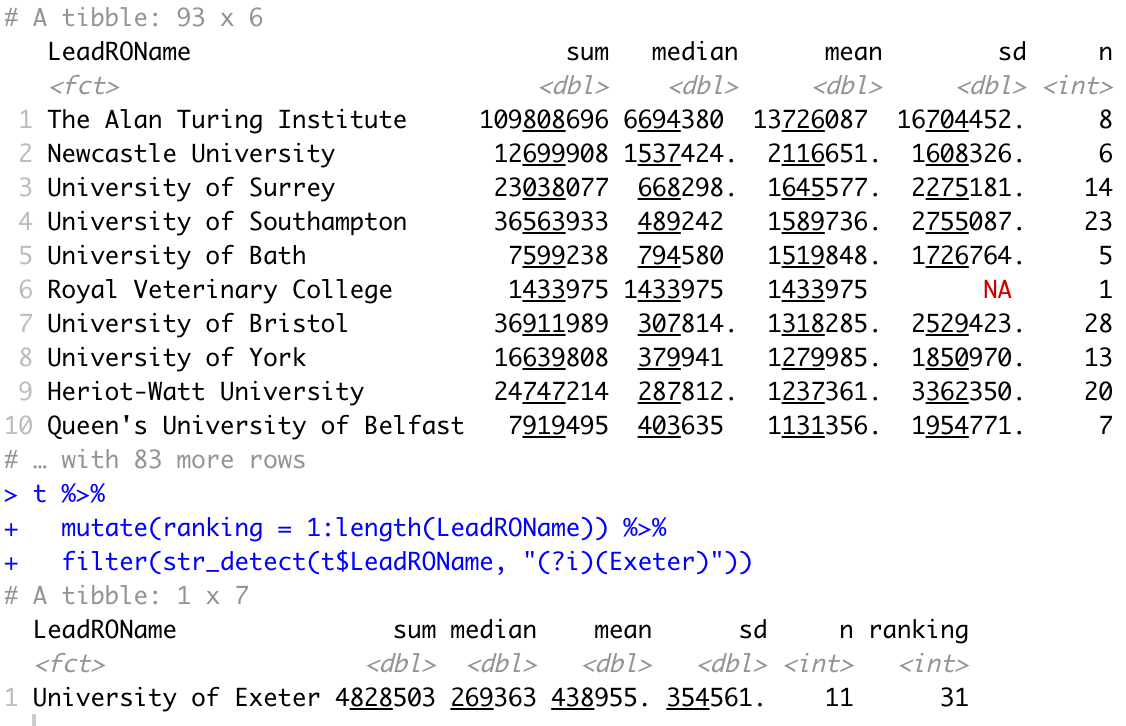 # A tibble: 93 x 6
   LeadROName                          sum  median      mean        sd     n
   <fct>                             <dbl>   <dbl>     <dbl>     <dbl> <int>
 1 The Alan Turing Institute     109808696 6694380  13726087  16704452.     8
 2 Newcastle University           12699908 1537424.  2116651.  1608326.     6
 3 University of Surrey           23038077  668298.  1645577.  2275181.    14
 4 University of Southampton      36563933  489242   1589736.  2755087.    23
 5 University of Bath              7599238  794580   1519848.  1726764.     5
 6 Royal Veterinary College        1433975 1433975   1433975        NA      1
 7 University of Bristol          36911989  307814.  1318285.  2529423.    28
 8 University of York             16639808  379941   1279985.  1850970.    13
 9 Heriot-Watt University         24747214  287812.  1237361.  3362350.    20
10 Queen's University of Belfast   7919495  403635   1131356.  1954771.     7
# … with 83 more rows
> t %>%
+   mutate(ranking = 1:length(LeadROName)) %>%
+   filter(str_detect(t$LeadROName, "(?i)(Exeter)"))
# A tibble: 1 x 7
  LeadROName              sum median    mean      sd     n ranking
  <fct>                 <dbl>  <dbl>   <dbl>   <dbl> <int>   <int>
1 University of Exeter 4828503 269363 438955. 354561.    11      31